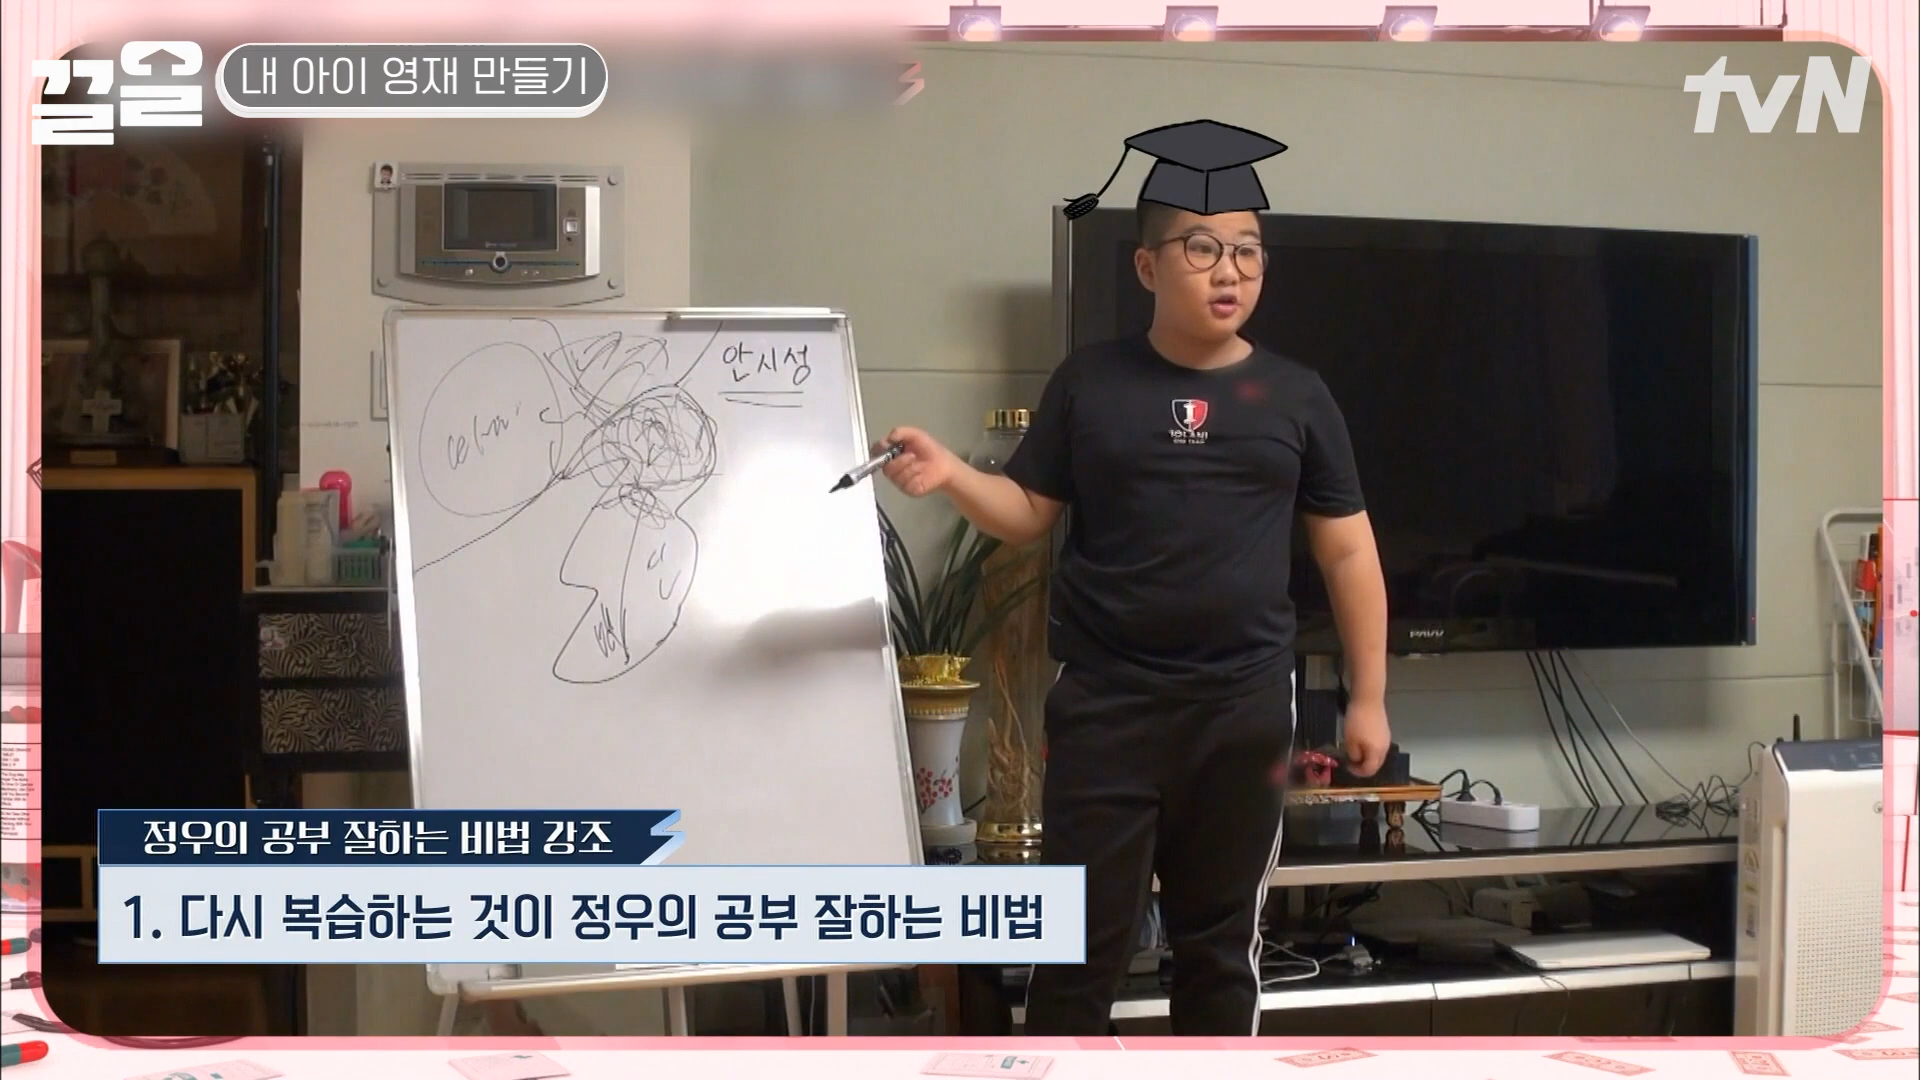 끌올
내 아이 영재 만들기
tvN
안시성
PAVV
정우의 공부 잘하는 비법 강조
1. 다시 복습하는 것이 정우의 공부 잘하는 비법